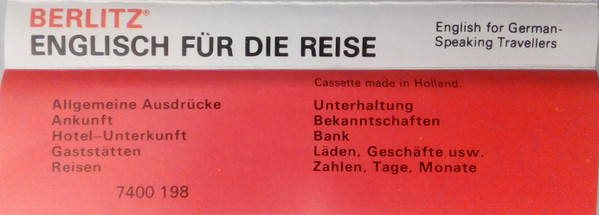 BERLITZ®
ENGLISCH FÜR DIE REISE
English for German-
Speaking Travellers
Cassette made in Holland.
Allgemeine Ausdrücke
Ankunft
Hotel–Unterkunft
Gaststätten
Reisen
Unterhaltung
Bekanntschaften
Bank
Läden, Geschäfte usw.
Zahlen, Tage, Monate
7400 198